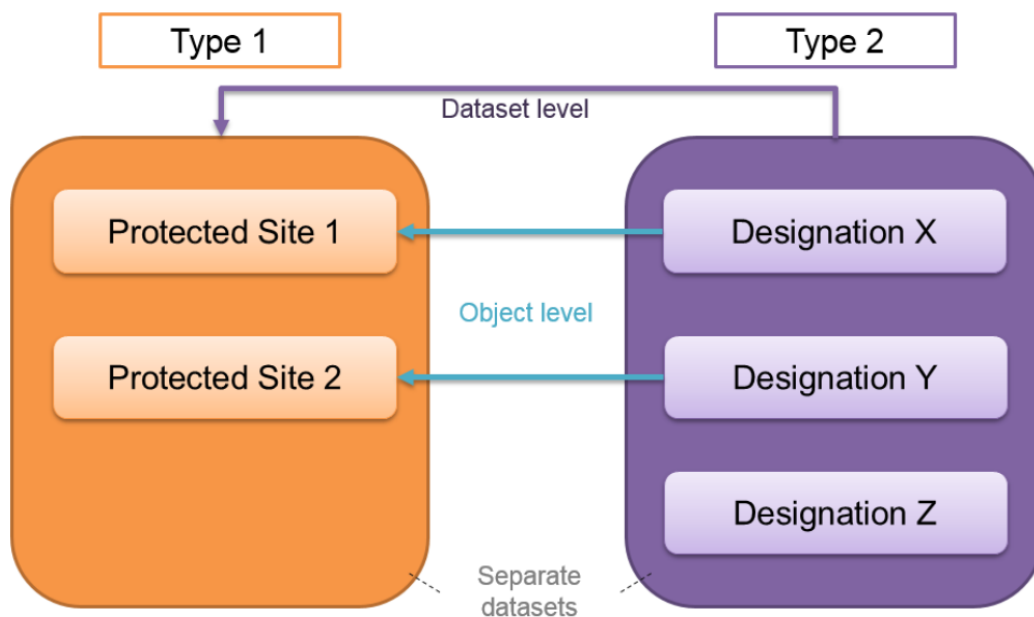 Type 1
Type 2
Dataset level
Protected Site 1
Designation X
Object level
Protected Site 2
Designation Y
Designation Z
Separate
datasets